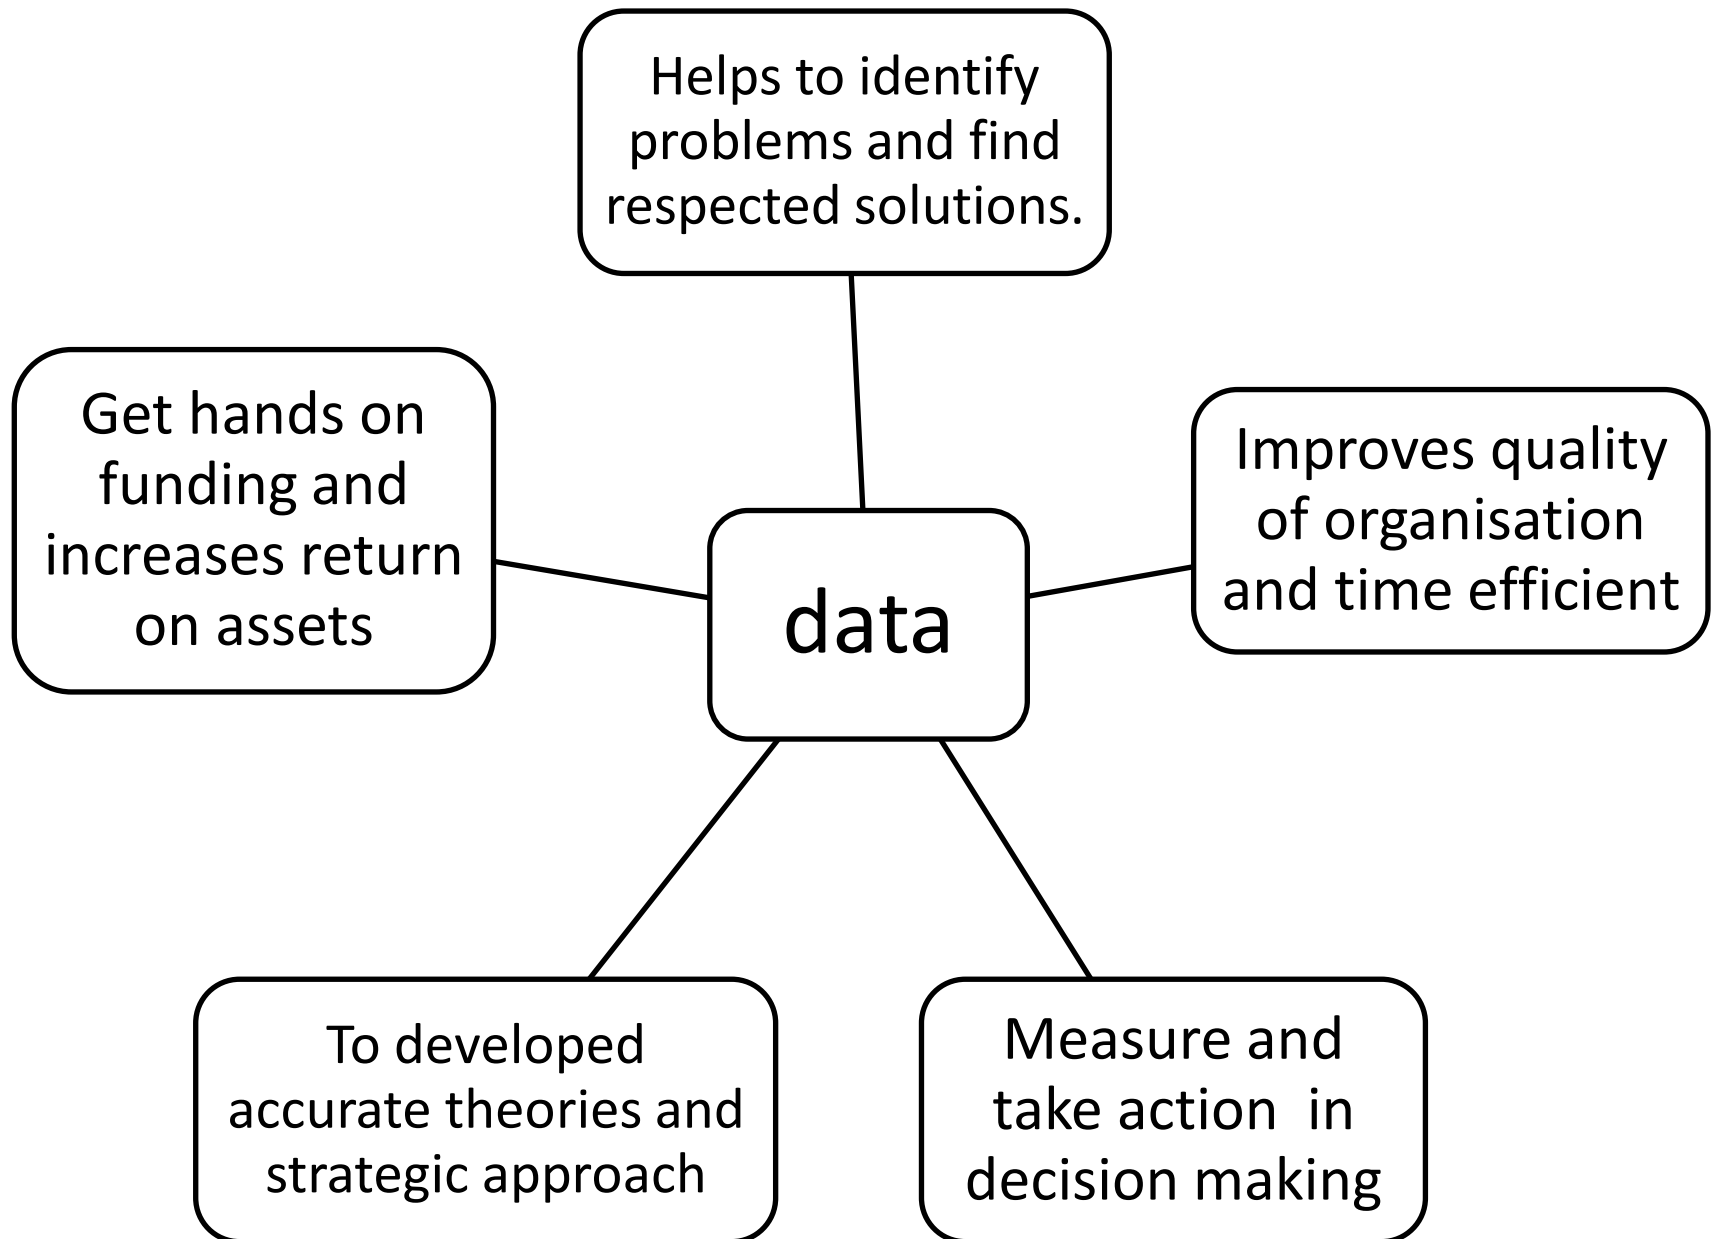 Helps to identify
problems and find
respected solutions.
Get hands on
funding and
increases return
on assets
Improves quality
of organisation
and time efficient
data
To developed
accurate theories and
strategic approach
Measure and
take action  in
decision making